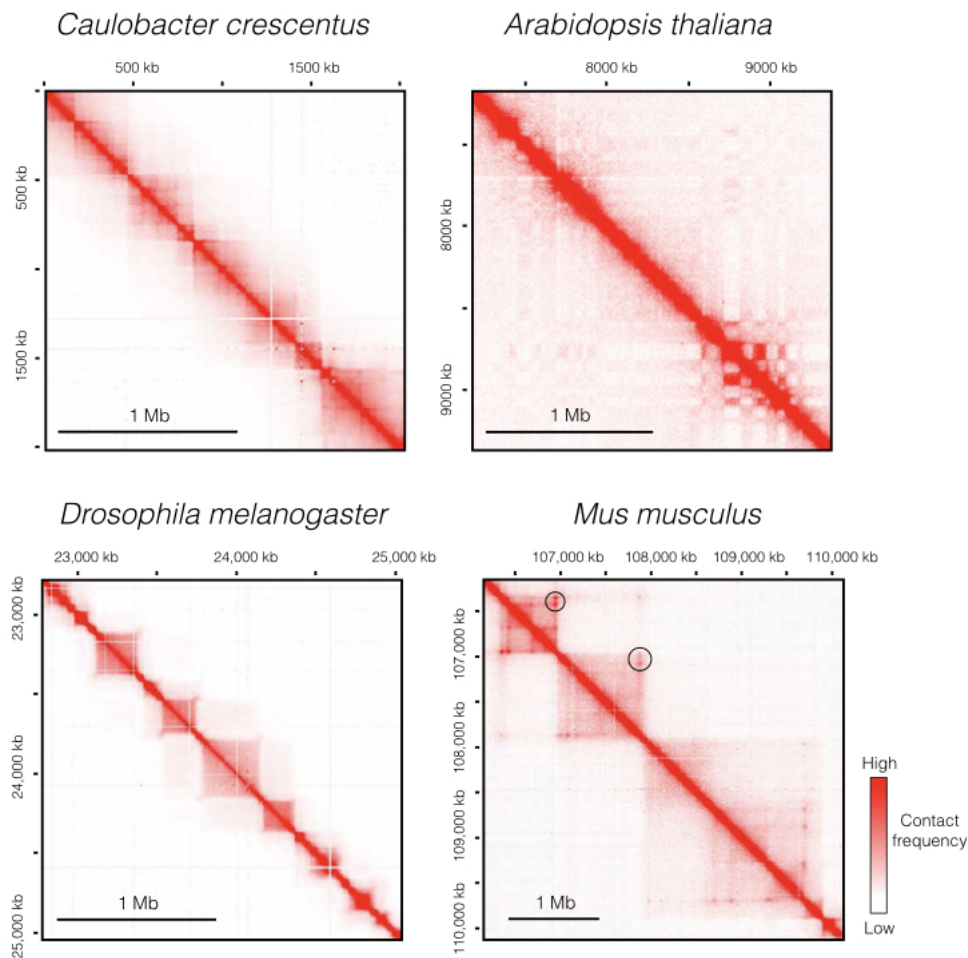 Caulobacter crescentus
500 kb
1500 kb
500 kb
1500 kb
1 Mb
Arabidopsis thaliana
8000 kb
9000 kb
8000 kb
9000 kb
1 Mb
Drosophila melanogaster
23,000 kb
24,000 kb
25,000 kb
23,000 kb
24,000 kb
25,000 kb
1 Mb
Mus musculus
107,000 kb
108,000 kb
109,000 kb
110,000 kb
107,000 kb
108,000 kb
109,000 kb
110,000 kb
1 Mb
High
Contact
frequency
Low